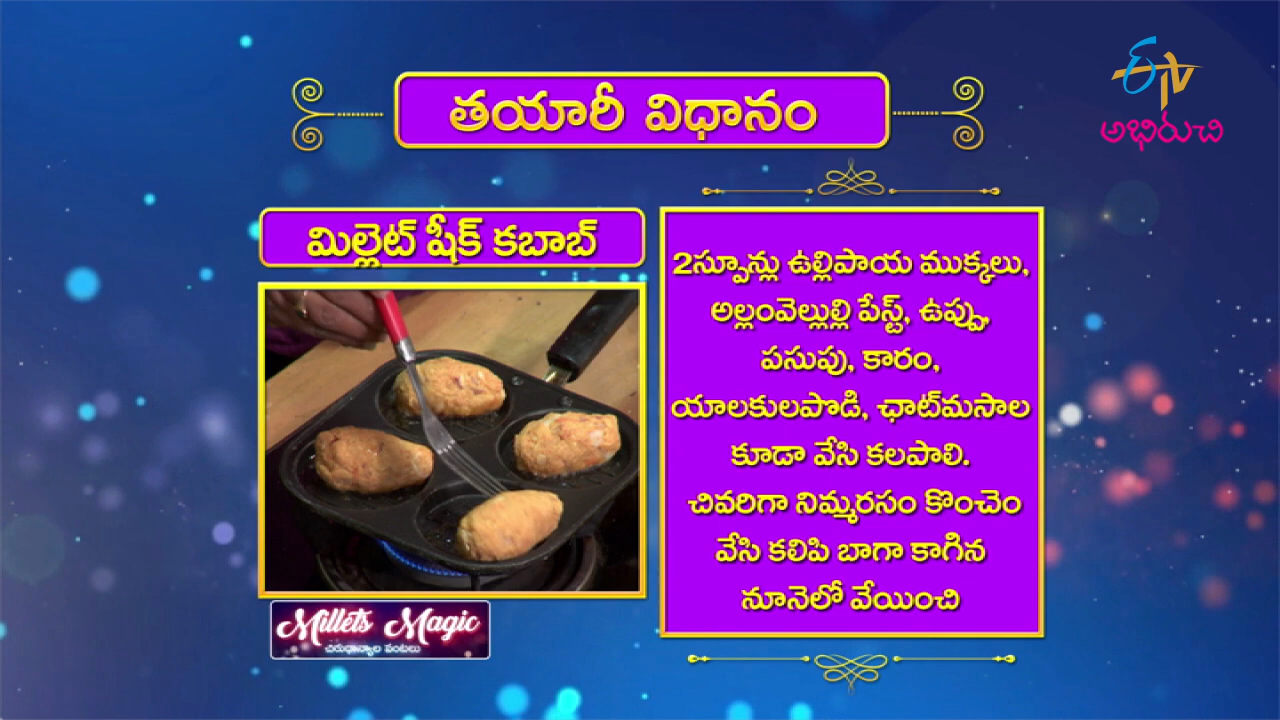 తయారీ విధానం
ETV
అభిరుచి
మిల్లెట్ షీక్ కబాబ్
2స్పూన్లు ఉల్లిపాయ ముక్కలు,
అల్లంవెల్లుల్లి పేస్ట్, ఉప్పు,
పసుపు, కారం,
యాలకులపొడి, ఛాట్‌మసాల
కూడా వేసి కలపాలి.
చివరిగా నిమ్మరసం కొంచెం
వేసి కలిపి బాగా కాగిన
నూనెలో వేయించి
Millets Magic
చిరుధాన్యాల వంటలు